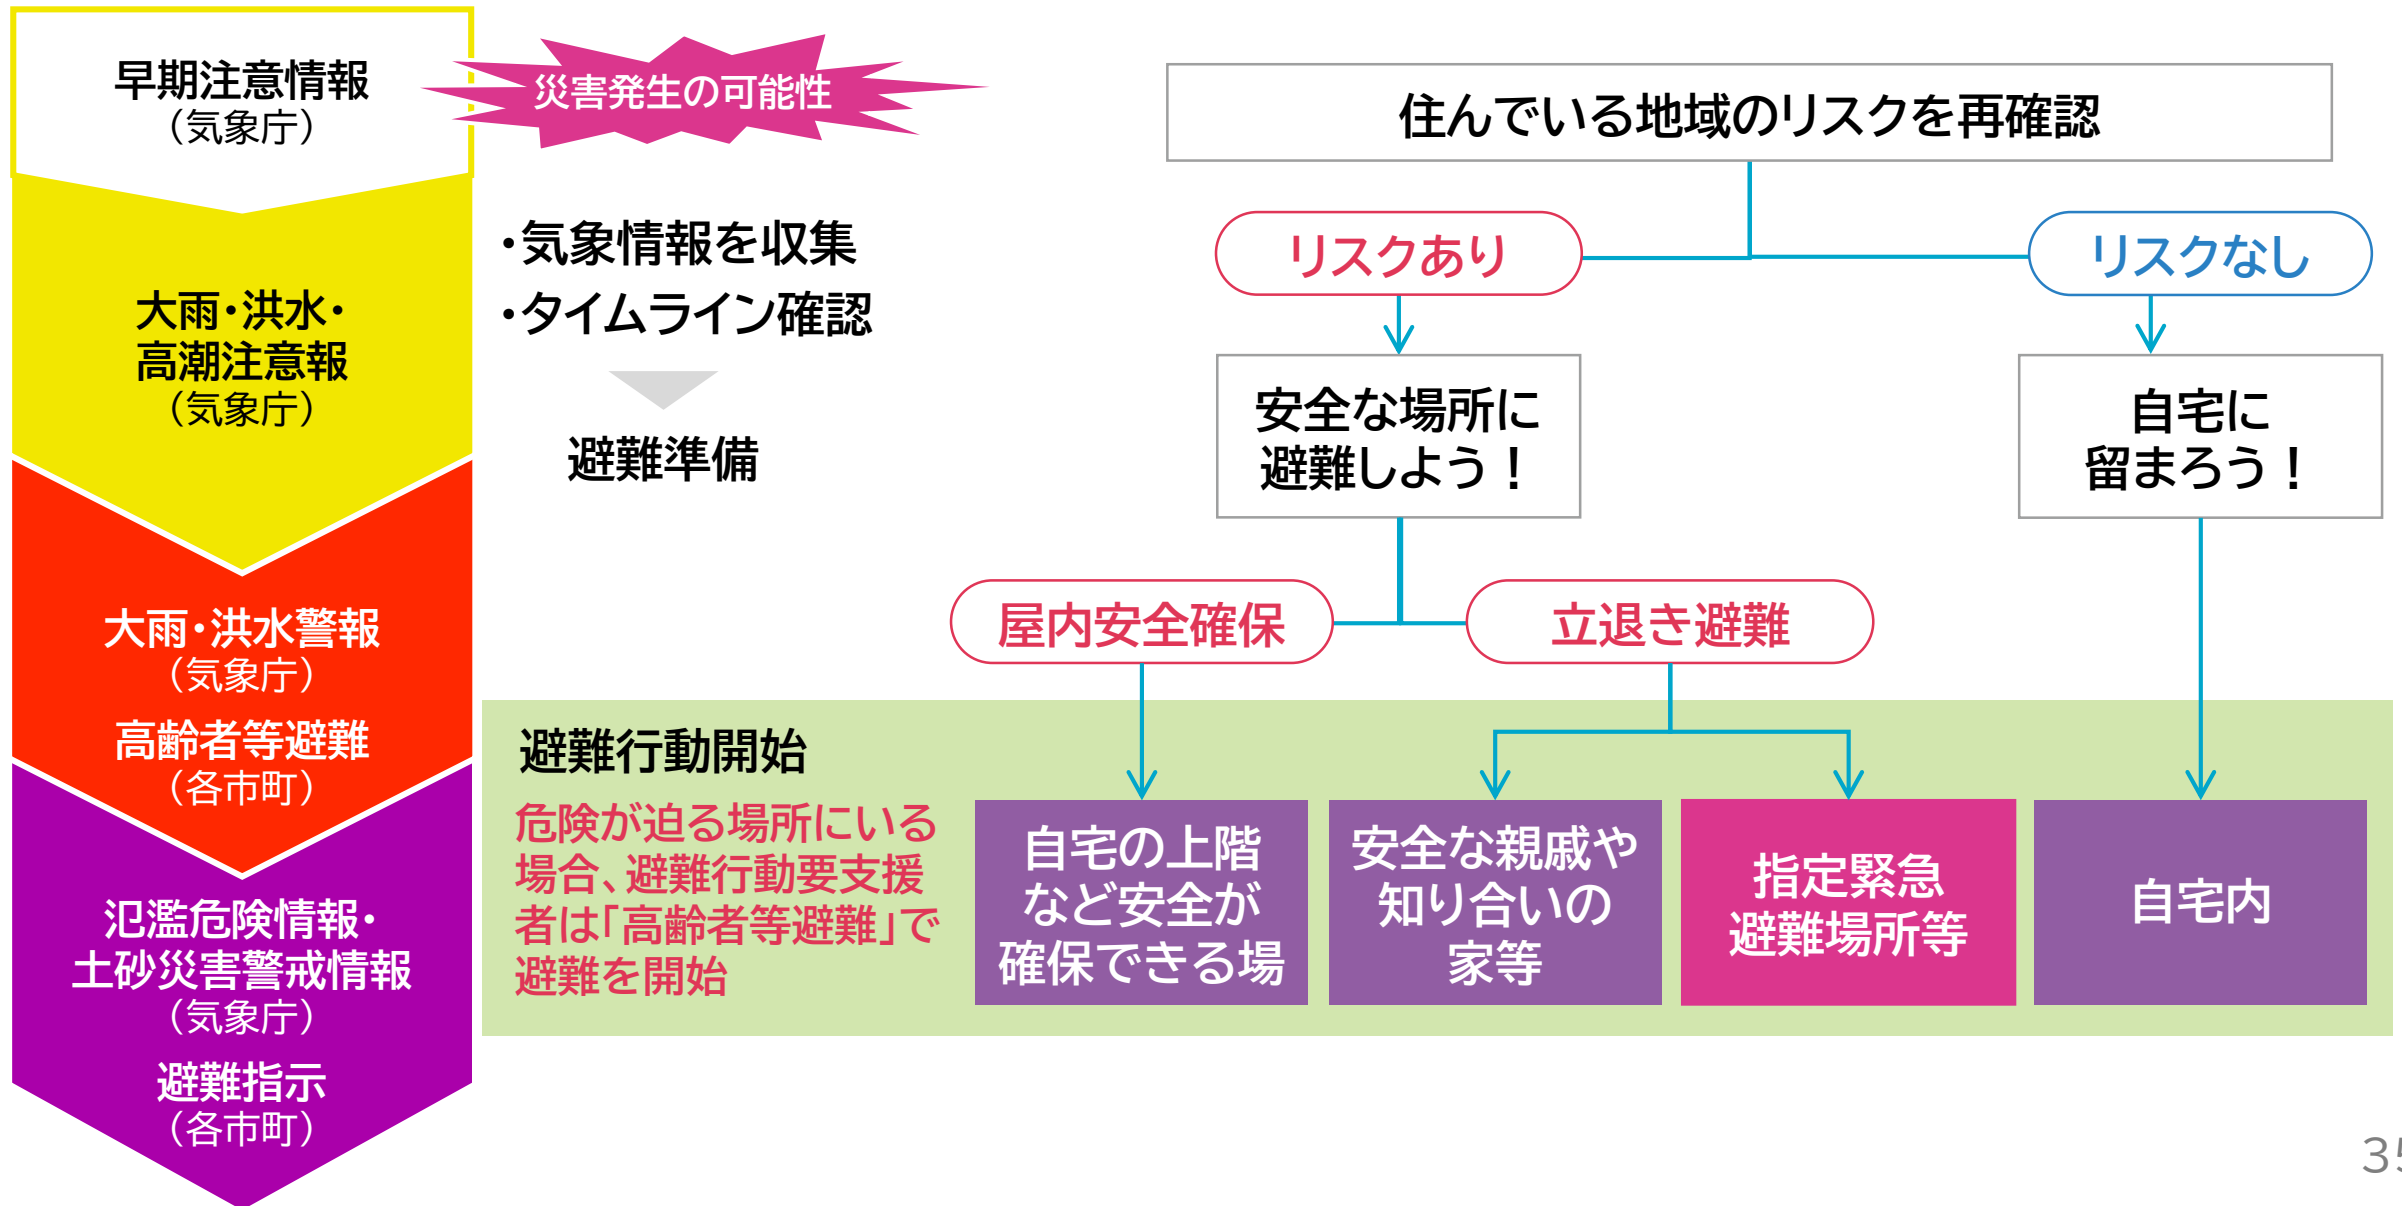 早期注意情報
（気象庁）
災害発生の可能性
大雨・洪水・
高潮注意報
（気象庁）
・気象情報を収集
・タイムライン確認
避難準備
大雨・洪水警報
（気象庁）
高齢者等避難
（各市町）
氾濫危険情報・
土砂災害警戒情報
（気象庁）
避難指示
（各市町）
住んでいる地域のリスクを再確認
リスクあり
リスクなし
安全な場所に
避難しよう！
自宅に
留まろう！
屋内安全確保
立退き避難
避難行動開始
危険が迫る場所にいる
場合、避難行動要支援
者は「高齢者等避難」で
避難を開始
自宅の上階
など安全が
確保できる場
安全な親戚や
知り合いの
家等
指定緊急
避難場所等
自宅内
35